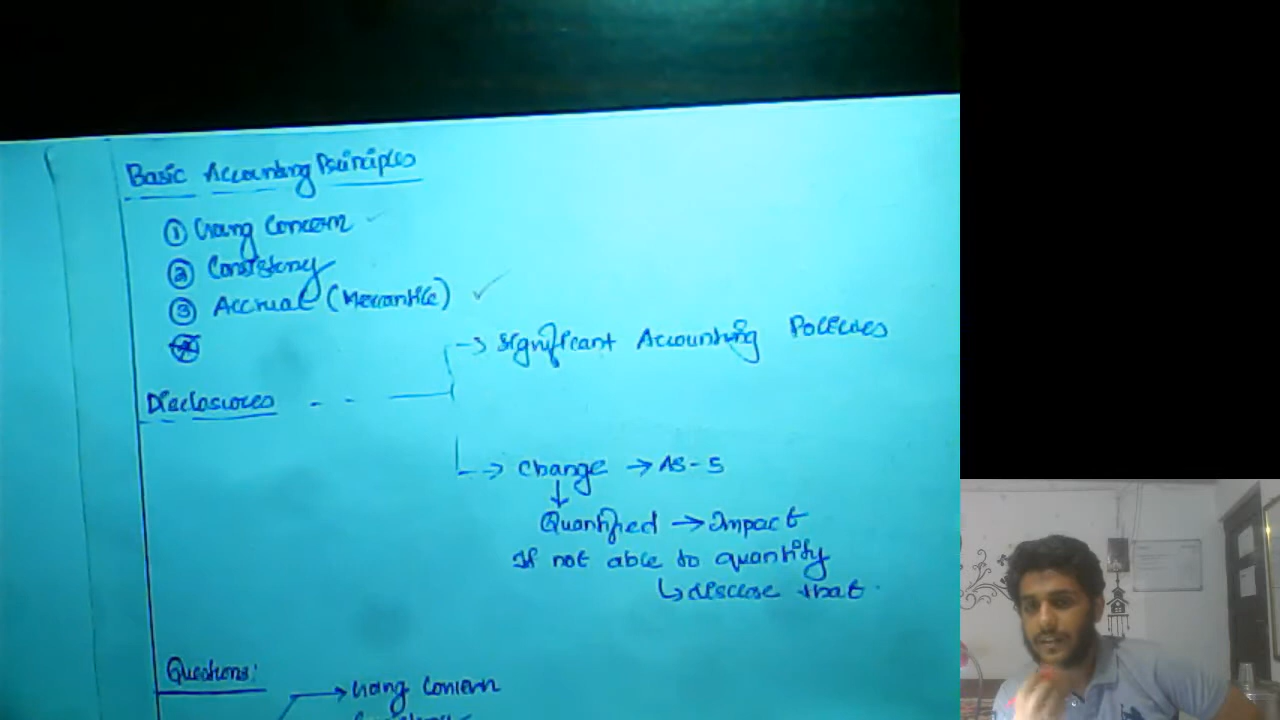 Basic Accounting Principles
① Going Concern ✓
② Consistency
③ Accrual (Mercantile) ✓
→ Significant Accounting Policies
Disclosures - -
→ Change → AS-5
↓
Quantified → Impact
If not able to quantify
↳ disclose that.
Questions:
→ Going Concern
Consistency